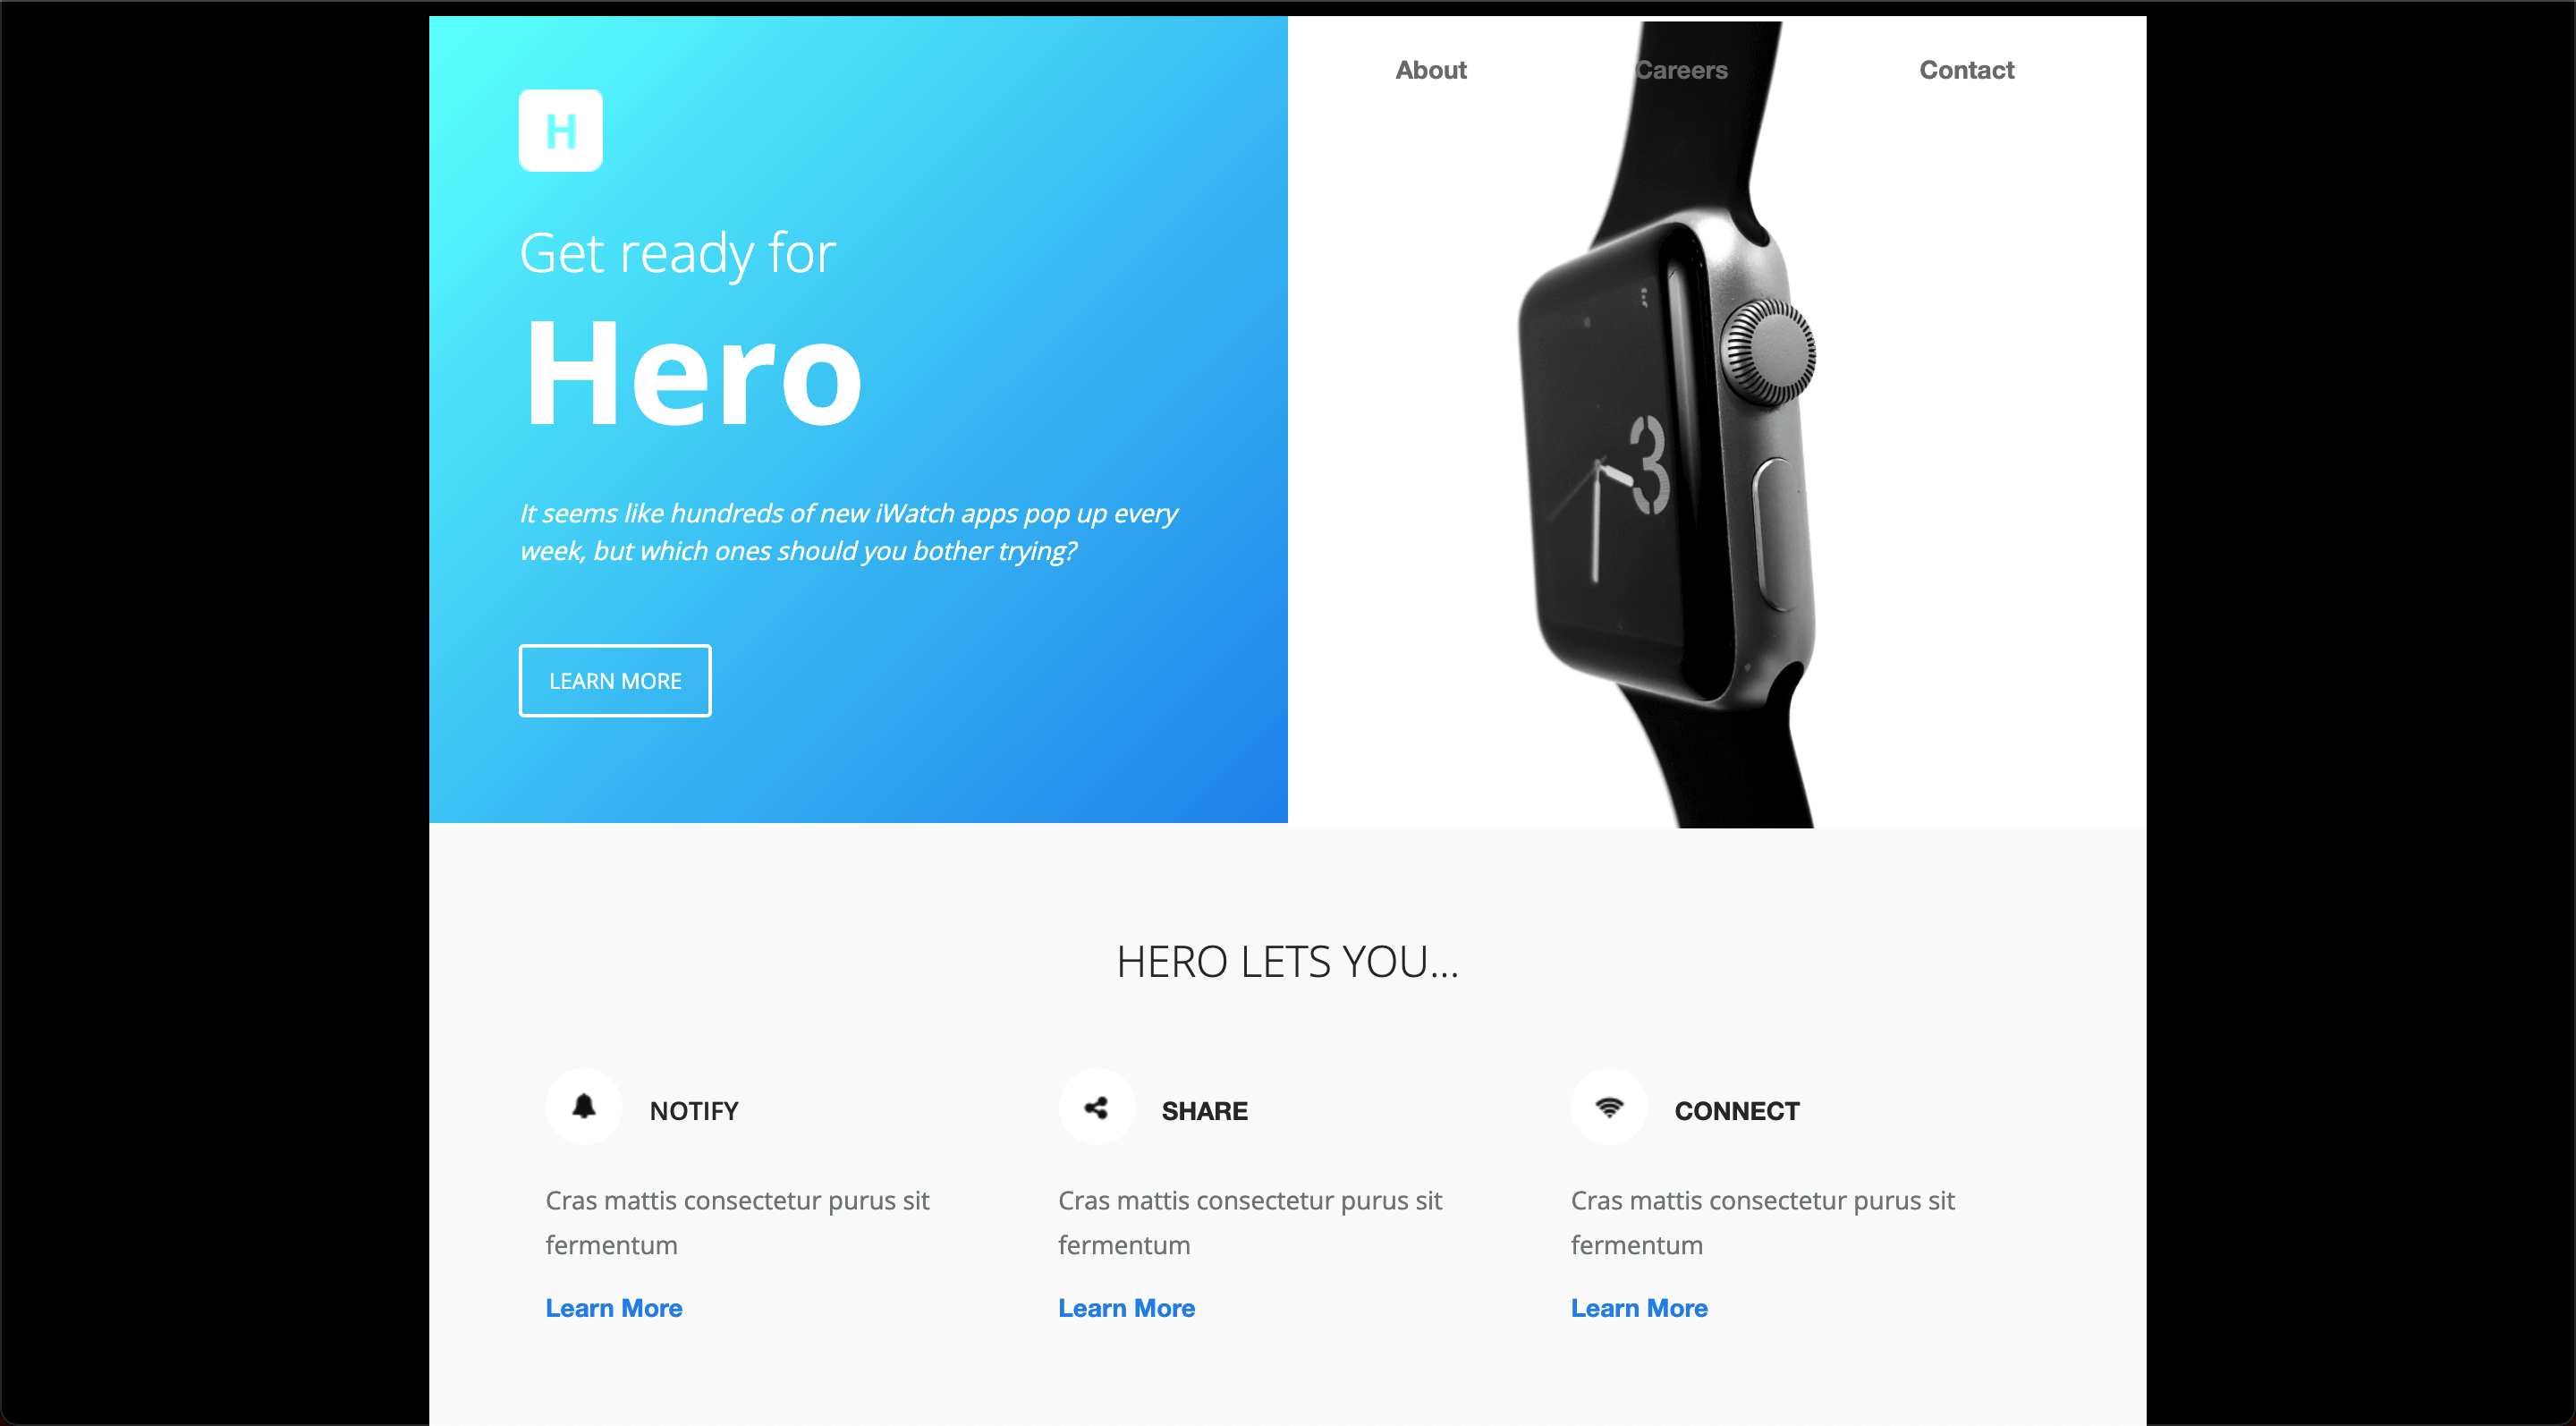 H
About
Careers
Contact
Get ready for
Hero
It seems like hundreds of new iWatch apps pop up every
week, but which ones should you bother trying?
LEARN MORE
3
HERO LETS YOU...
NOTIFY
SHARE
CONNECT
Cras mattis consectetur purus sit
fermentum
Learn More
Cras mattis consectetur purus sit
fermentum
Learn More
Cras mattis consectetur purus sit
fermentum
Learn More